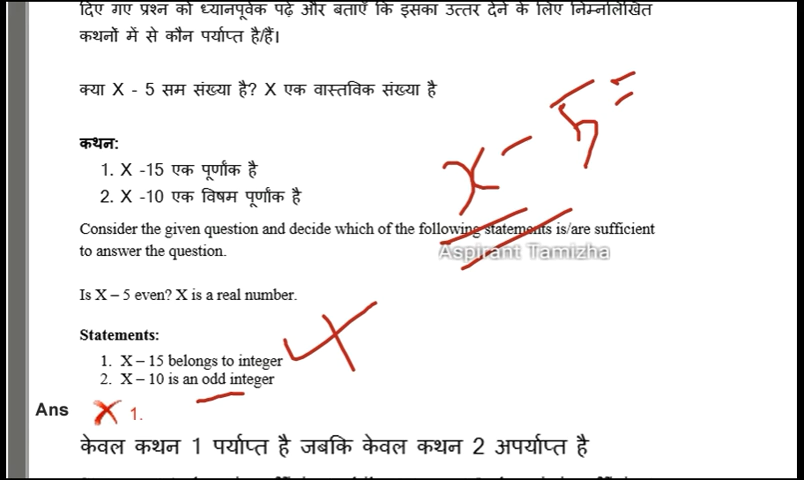 दिए गए प्रश्न को ध्यानपूर्वक पढ़ें और बताएँ कि इसका उत्तर देने के लिए निम्नलिखित
कथनों में से कौन पर्याप्त है/हैं।
क्या X - 5 सम संख्या है? X एक वास्तविक संख्या है
x - 5 =
कथन:
1. X -15 एक पूर्णांक है
2. X -10 एक विषम पूर्णांक है
Consider the given question and decide which of the following statements is/are sufficient
to answer the question.
Aspirant Tamizha
Is X – 5 even? X is a real number.
Statements:
1. X – 15 belongs to integer
2. X – 10 is an odd integer
Ans X 1.
केवल कथन 1 पर्याप्त है जबकि केवल कथन 2 अपर्याप्त है